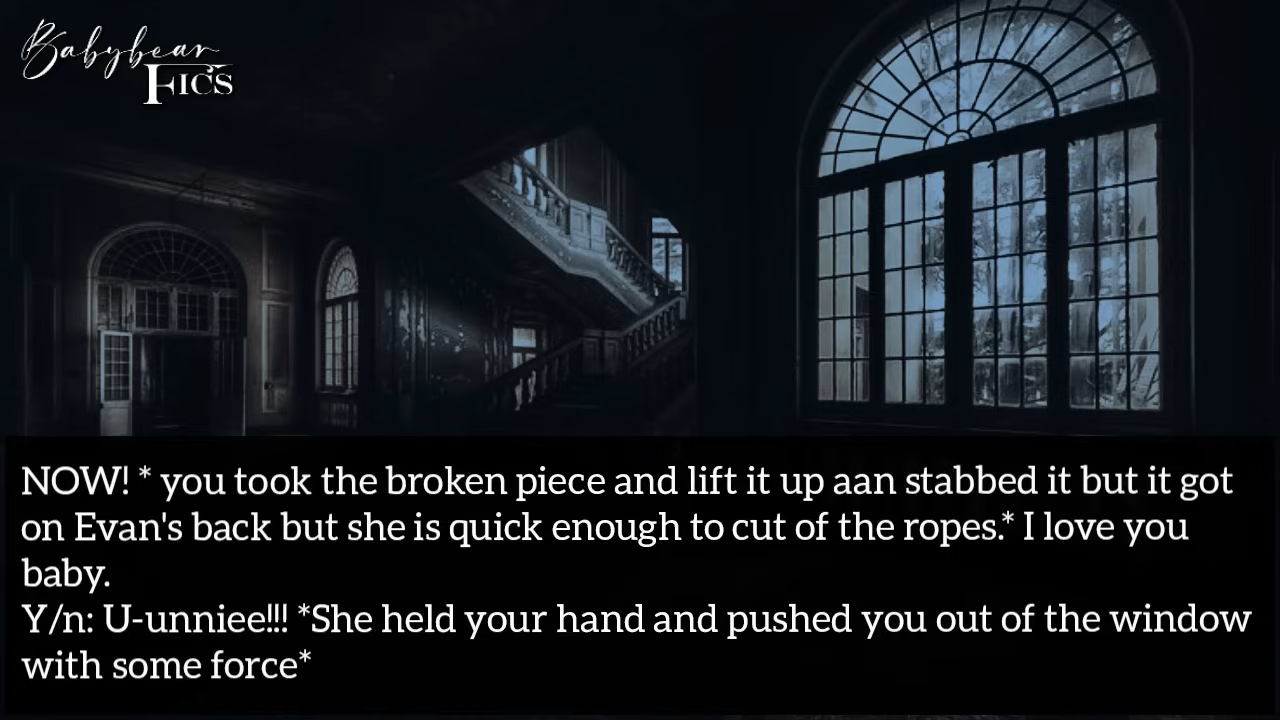 Babybear
FIC'S
NOW! * you took the broken piece and lift it up aan stabbed it but it got
on Evan's back but she is quick enough to cut of the ropes.* I love you
baby.
Y/n: U-unniee!!! *She held your hand and pushed you out of the window
with some force*